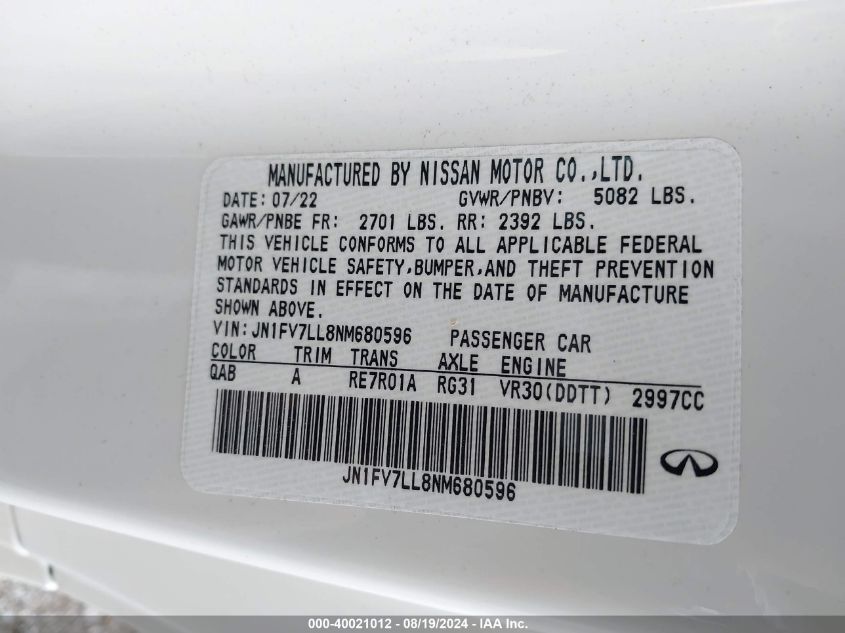 MANUFACTURED BY NISSAN MOTOR CO.,LTD.
DATE: 07/22 GVWR/PNBV: 5082 LBS.
GAWR/PNBE FR: 2701 LBS. RR: 2392 LBS.
THIS VEHICLE CONFORMS TO ALL APPLICABLE FEDERAL
MOTOR VEHICLE SAFETY,BUMPER,AND THEFT PREVENTION
STANDARDS IN EFFECT ON THE DATE OF MANUFACTURE
SHOWN ABOVE.
VIN:JN1FV7LL8NM680596 PASSENGER CAR
COLOR TRIM TRANS AXLE ENGINE
QAB A RE7R01A RG31 VR30(DDTT) 2997CC
JN1FV7LL8NM680596
000-40021012 - 08/19/2024 - IAA Inc.